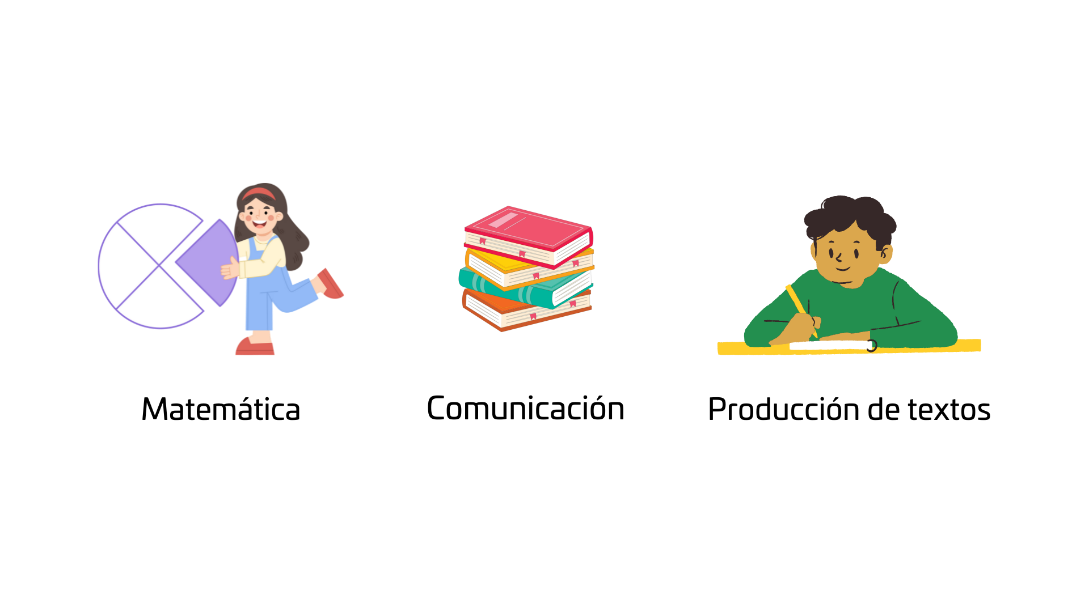 Matemática
Comunicación
Producción de textos